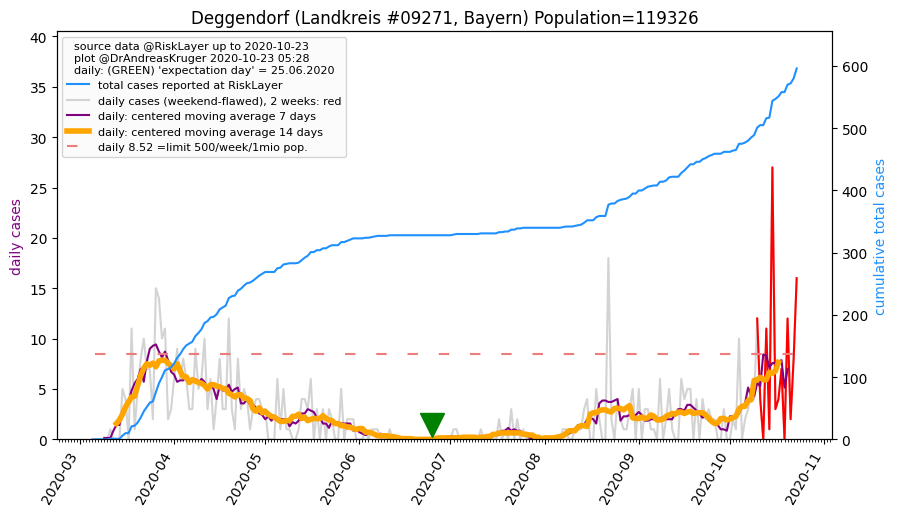 Deggendorf (Landkreis #09271, Bayern) Population=119326
source data @RiskLayer up to 2020-10-23
plot @DrAndreasKruger 2020-10-23 05:28
daily: (GREEN) 'expectation day' = 25.06.2020
total cases reported at RiskLayer
daily cases (weekend-flawed), 2 weeks: red
daily: centered moving average 7 days
daily: centered moving average 14 days
daily 8.52 =limit 500/week/1mio pop.
daily cases
40
35
30
25
20
15
10
5
0
cumulative total cases
600
500
400
300
200
100
0
2020-03
2020-04
2020-05
2020-06
2020-07
2020-08
2020-09
2020-10
2020-11